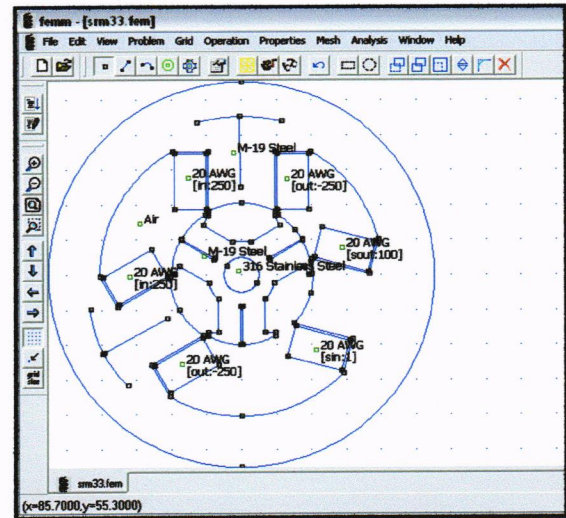 femm - [srm33.fem]
File Edit View Problem Grid Operation Properties Mesh Analysis Window Help
M-19 Steel
20 AWG
[in:250]
20 AWG
[out:-250]
Air
20 AWG
[sout:100]
M-19 Steel
316 Stainless Steel
20 AWG
[in:250]
20 AWG
[sin:1]
20 AWG
[out:-250]
grid
size
srm33.fem
(x=85.7000,y=55.3000)